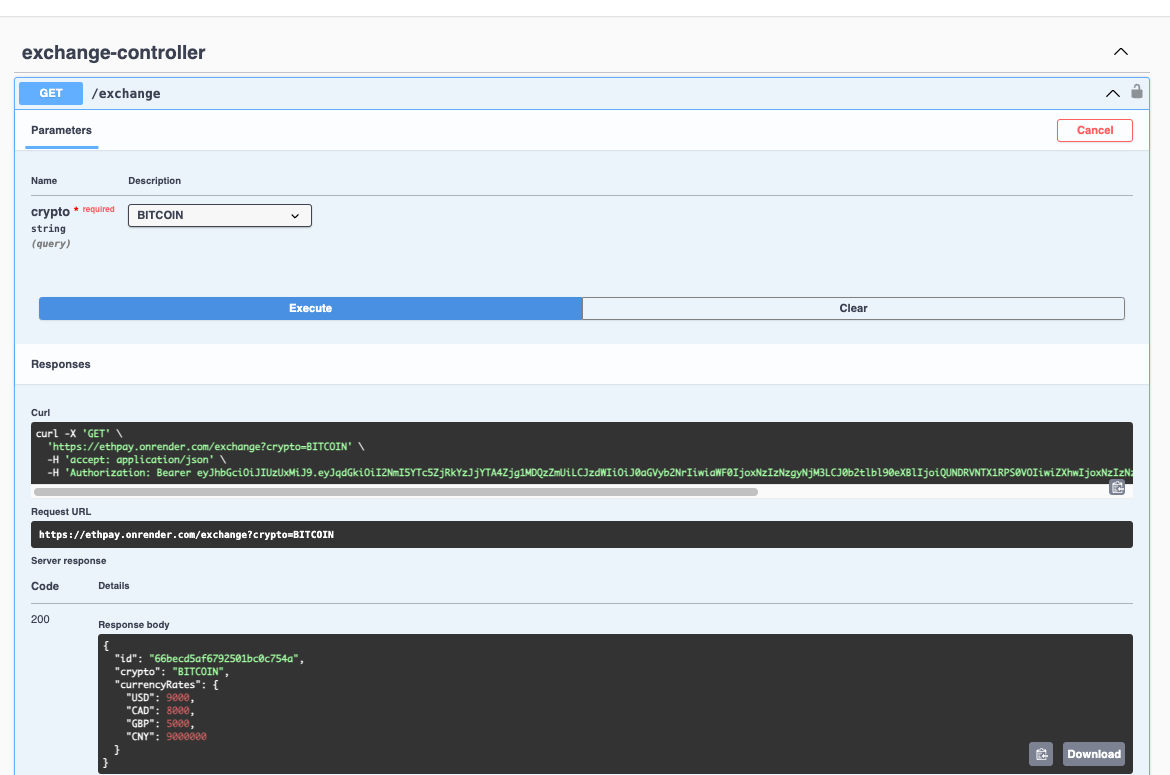 exchange-controller
GET /exchange
Parameters
Cancel
Name Description
crypto * required BITCOIN
string
(query)
Execute Clear
Responses
Curl
curl -X 'GET' \
'https://ethpay.onrender.com/exchange?crypto=BITCOIN' \
-H 'accept: application/json' \
-H 'Authorization: Bearer
Request URL
https://ethpay.onrender.com/exchange?crypto=BITCOIN
Server response
Code Details
200
Response body
{
"id": "66becd5af6792501bc0c754a",
"crypto": "BITCOIN",
"currencyRates": {
"USD": 9000,
"CAD": 8000,
"GBP": 5000,
"CNY": 9000000
}
}
Download